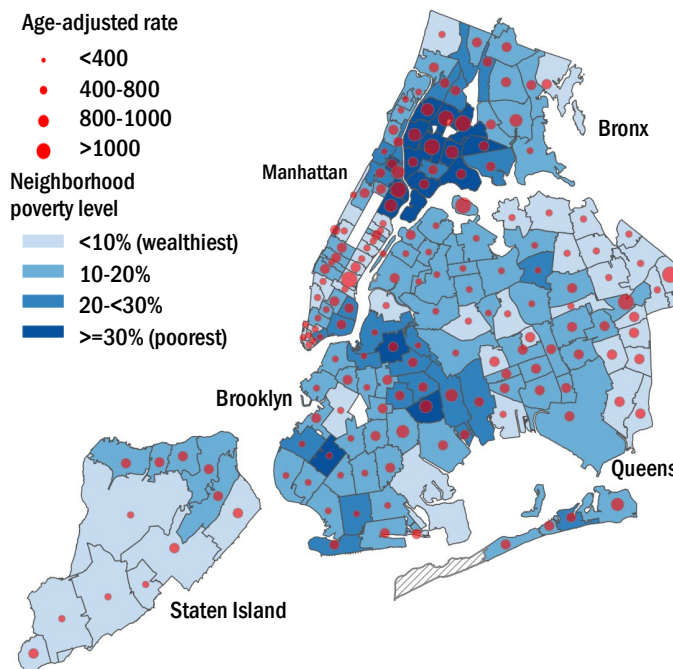 Age-adjusted rate
<400
400-800
800-1000
>1000
Neighborhood
poverty level
<10% (wealthiest)
10-20%
20-<30%
>=30% (poorest)
Manhattan
Bronx
Brooklyn
Queens
Staten Island